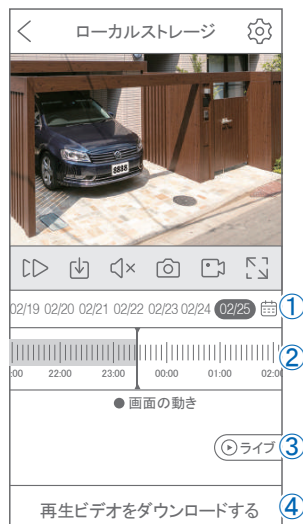 ローカルストレージ
8888
02/19 02/20 02/21 02/22 02/23 02/24 02/25 ①
② 
:00 22:00 23:00 00:00 01:00 02:0
● 画面の動き
ライブ ③
再生ビデオをダウンロードする ④